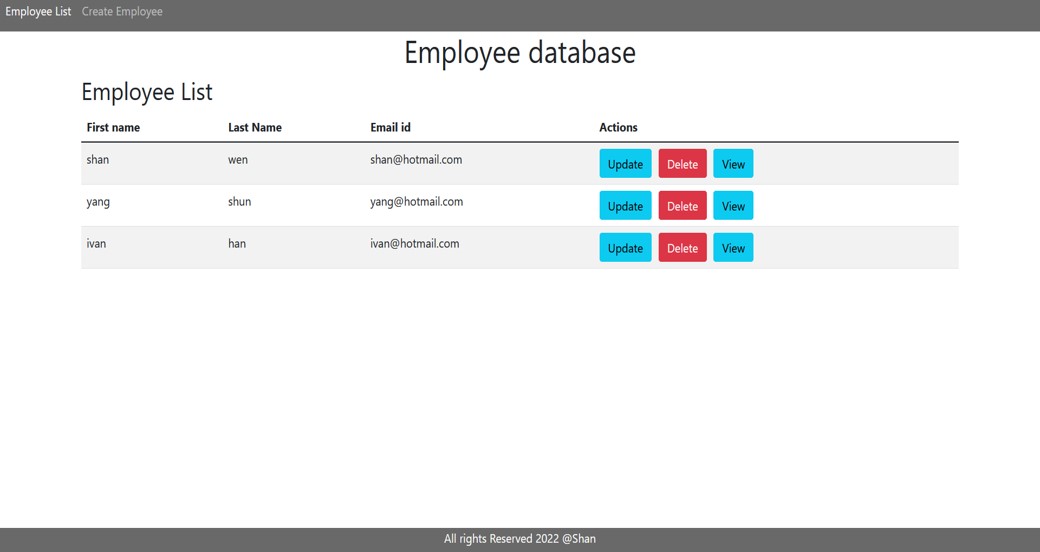 Employee List Create Employee
Employee database
Employee List
First name Last Name Email id Actions
shan wen shan@hotmail.com Update Delete View
yang shun yang@hotmail.com Update Delete View
ivan han ivan@hotmail.com Update Delete View
All rights Reserved 2022 @Shan